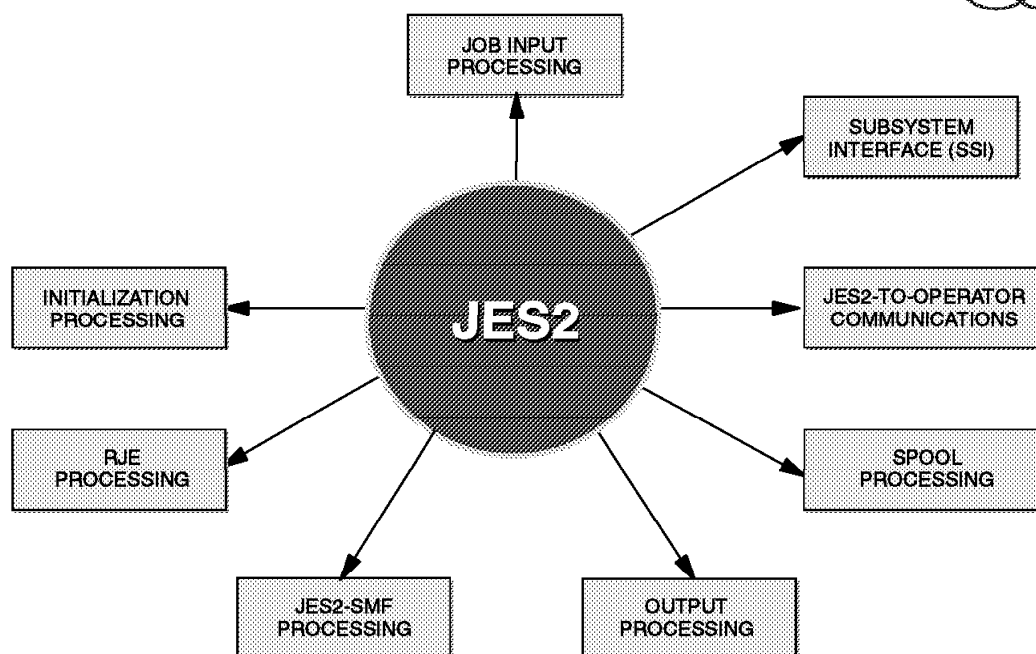 JOB INPUT
PROCESSING
SUBSYSTEM
INTERFACE (SSI)
INITIALIZATION
PROCESSING
JES2
JES2-TO-OPERATOR
COMMUNICATIONS
RJE
PROCESSING
SPOOL
PROCESSING
JES2-SMF
PROCESSING
OUTPUT
PROCESSING